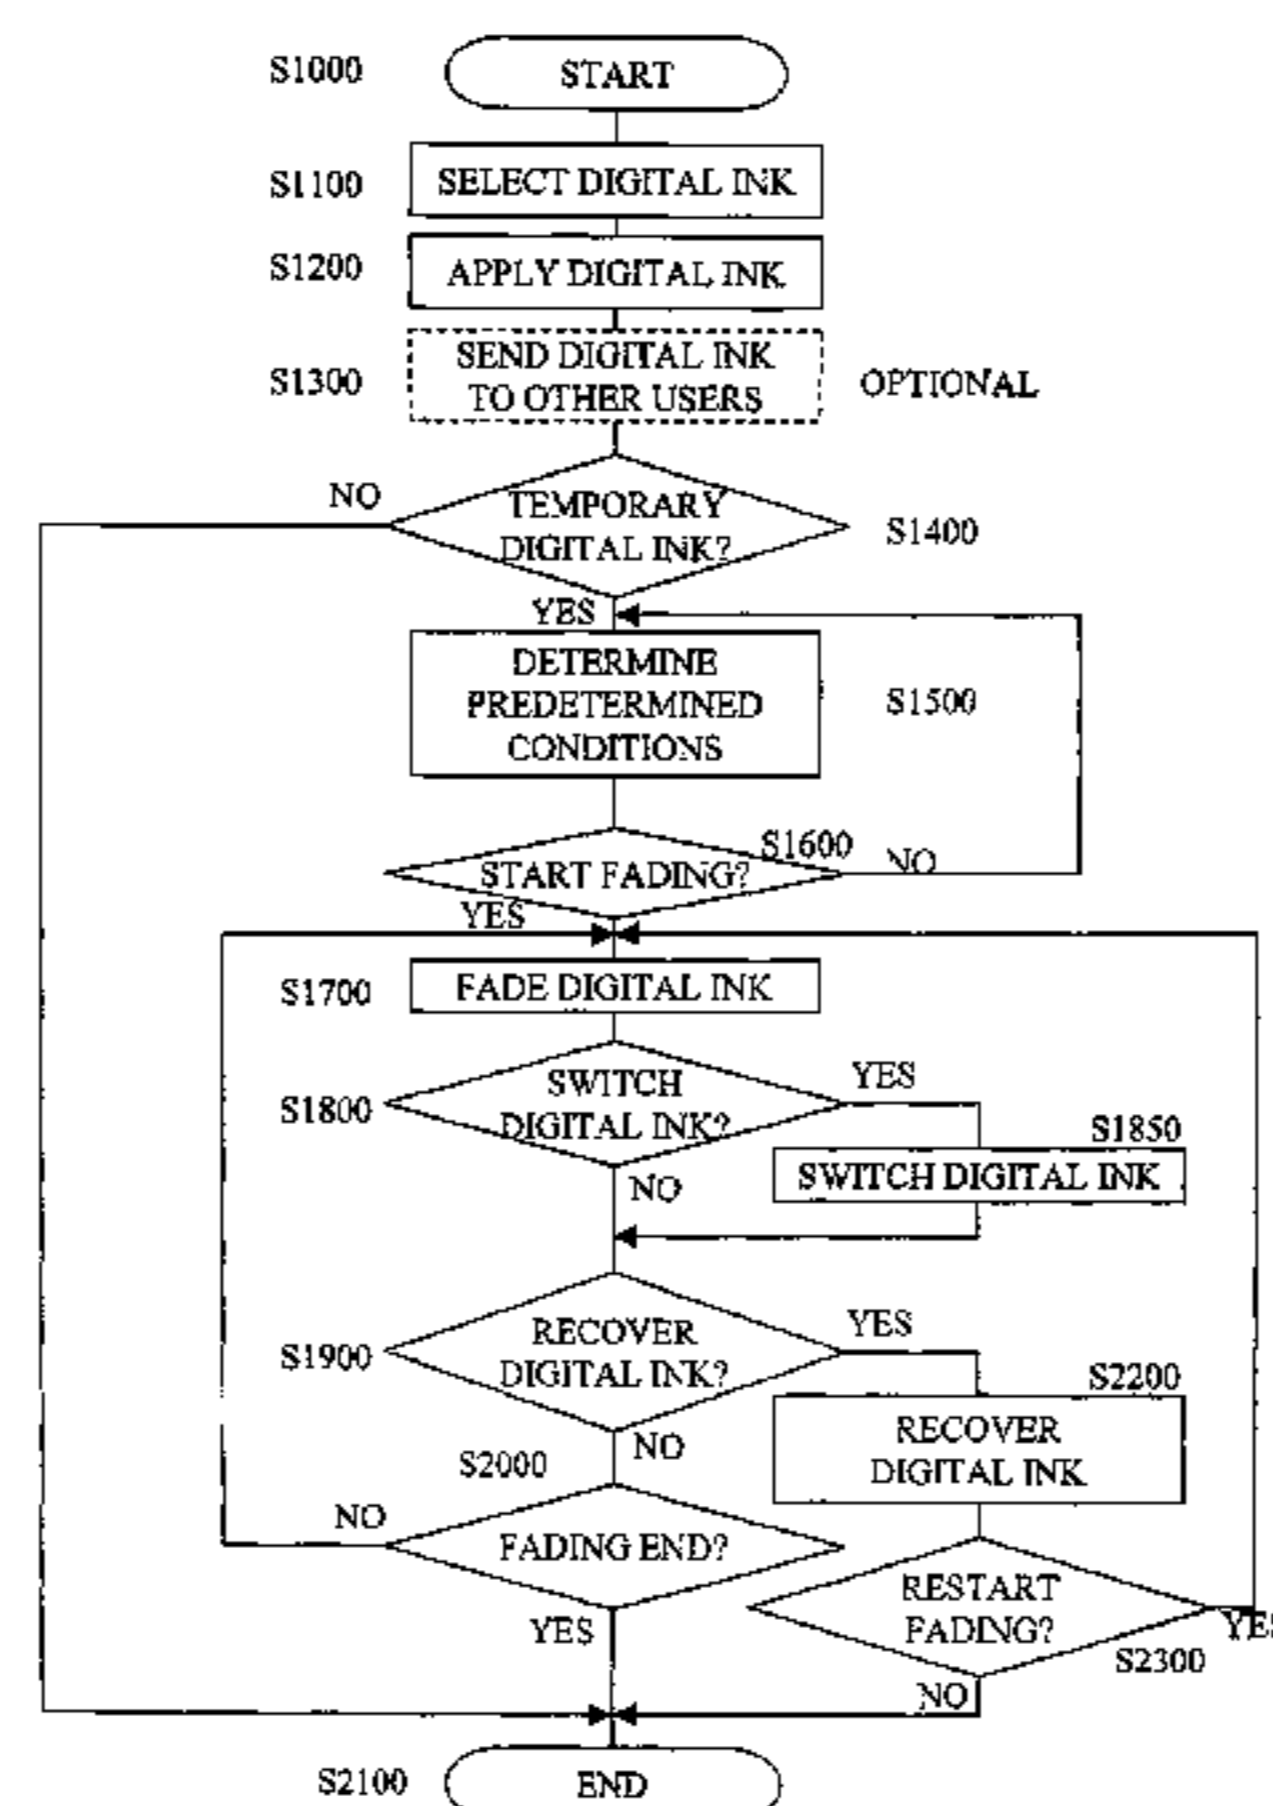 S1000
START
S1100
SELECT DIGITAL INK
S1200
APPLY DIGITAL INK
S1300
SEND DIGITAL INK
TO OTHER USERS
OPTIONAL
NO
TEMPORARY
DIGITAL INK?
S1400
YES
DETERMINE
PREDETERMINED
CONDITIONS
S1500
S1600
START FADING?
NO
YES
S1700
FADE DIGITAL INK
S1800
SWITCH
DIGITAL INK?
YES
S1850
SWITCH DIGITAL INK
NO
S1900
RECOVER
DIGITAL INK?
YES
S2200
RECOVER
DIGITAL INK
NO
S2000
NO
FADING END?
YES
RESTART
FADING?
YES
S2300
NO
S2100
END